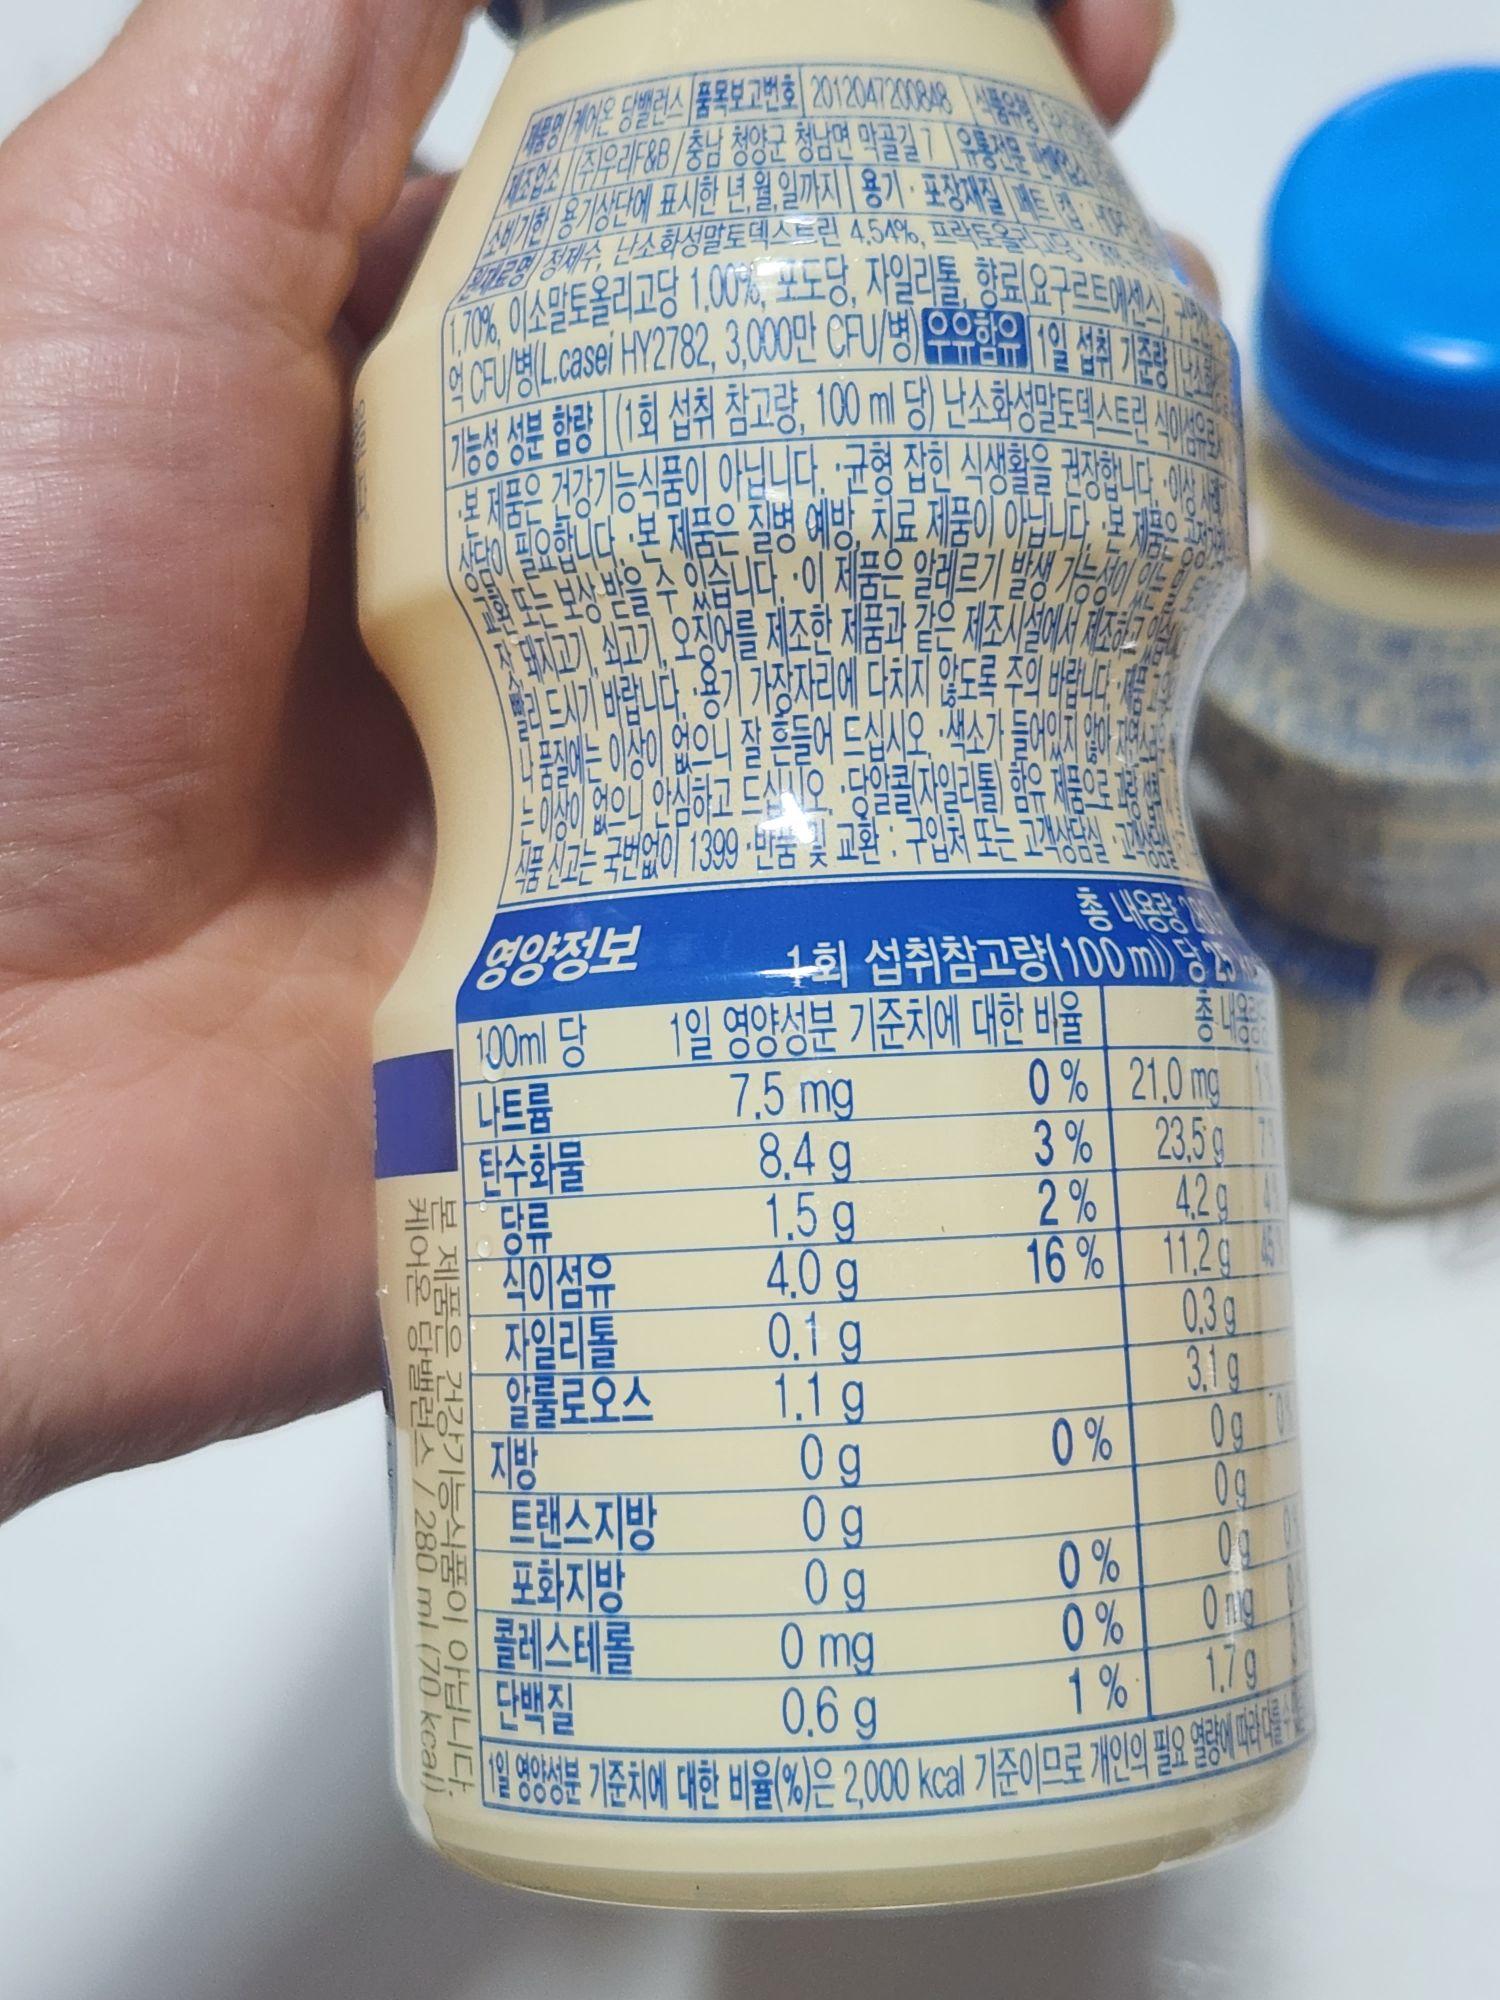 제품명 케어온 당밸런스 품목보고번호 2012047200848 식품유형
제조업소 (주)우리F&B/충남 청양군 청남면 막골길 7 유통전문
소비기한 용기상단에 표시한 년,월,일까지 용기·포장재질 페트
원재료명 정제수, 난소화성말토덱스트린 4.54%, 프락토올리고당
1.70%, 이소말토올리고당 1.00%, 포도당, 자일리톨, 향료(요구르트에센스),
억 CFU/병(L.casei HY2782, 3,000만 CFU/병) 우유함유 1일 섭취 기준량
기능성 성분 함량 (1회 섭취 참고량, 100 ml 당) 난소화성말토덱스트린 식이섬유로서
·본 제품은 건강기능식품이 아닙니다. ·균형 잡힌 식생활을 권장합니다. ·이상 사례
상담이 필요합니다. ·본 제품은 질병 예방, 치료 제품이 아닙니다. ·본 제품은
교환 또는 보상 받을 수 있습니다. ·이 제품은 알레르기 발생 가능성이 있는
돼지고기, 쇠고기, 오징어를 제조한 제품과 같은 제조시설에서 제조하고
빨리 드시기 바랍니다. ·용기 가장자리에 다치지 않도록 주의 바랍니다.
나 품질에는 이상이 없으니 잘 흔들어 드십시오. ·색소가 들어있지 않아
는 이상이 없으니 안심하고 드십시오. ·당알콜(자일리톨) 함유 제품으로 과량 섭취
식품 신고는 국번없이 1399 ·반품 및 교환 : 구입처 또는 고객상담실
영양정보 총 내용량
1회 섭취참고량(100 ml) 당
100ml 당 1일 영양성분 기준치에 대한 비율 총 내용량
나트륨 7.5 mg 0 % 21.0 mg
탄수화물 8.4 g 3 % 23.5 g
당류 1.5 g 2 % 4.2 g
식이섬유 4.0 g 16 % 11.2 g 45
자일리톨 0.1 g 0.3 g
알룰로오스 1.1 g 3.1 g
지방 0 g 0 % 0 g
트랜스지방 0 g 0 g
포화지방 0 g 0 % 0 g
콜레스테롤 0 mg 0 % 0 mg
단백질 0.6 g 1 % 1.7 g
1일 영양성분 기준치에 대한 비율(%)은 2,000 kcal 기준이므로 개인의 필요 열량에 따라 다를 수
본 제품은 건강기능식품이 아닙니다.
케어온 당밸런스 / 280 ml (70 kcal)